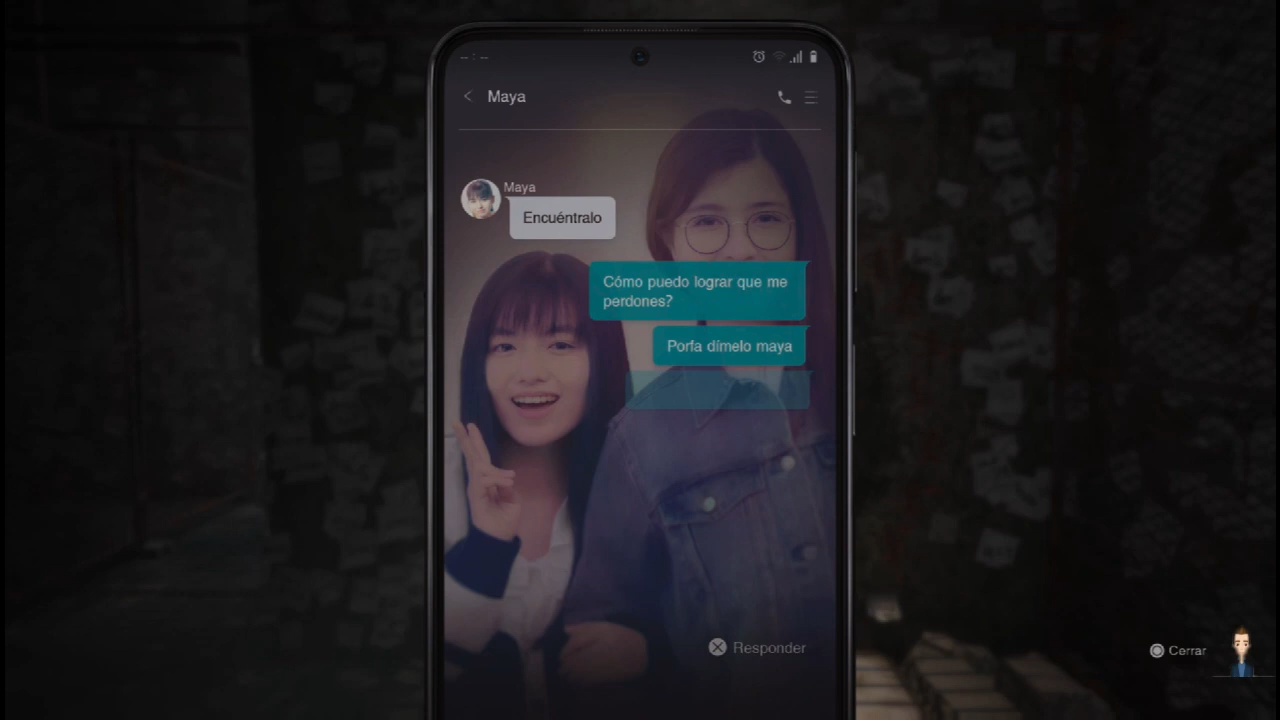 -- : --
Maya
Maya
Encuéntralo
Cómo puedo lograr que me
perdones?
Porfa dímelo maya
Responder
Cerrar